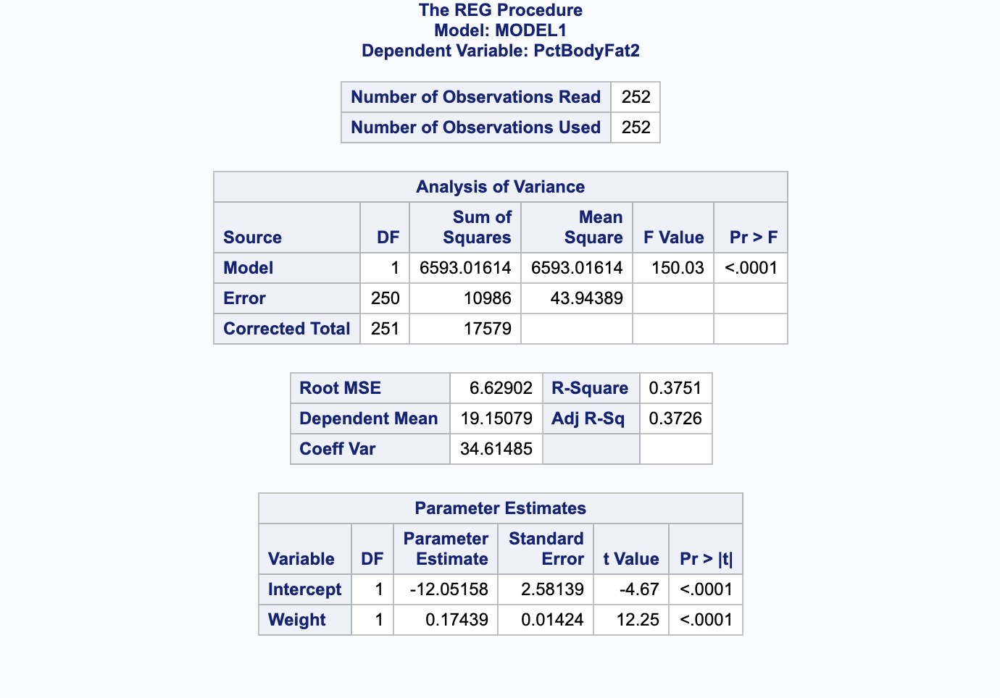 The REG Procedure
Model: MODEL1
Dependent Variable: PctBodyFat2
Number of Observations Read 252
Number of Observations Used 252
Analysis of Variance
Source DF Sum of Squares Mean Square F Value Pr > F
Model 1 6593.01614 6593.01614 150.03 <.0001
Error 250 10986 43.94389
Corrected Total 251 17579
Root MSE 6.62902 R-Square 0.3751
Dependent Mean 19.15079 Adj R-Sq 0.3726
Coeff Var 34.61485
Parameter Estimates
Variable DF Parameter Estimate Standard Error t Value Pr > |t|
Intercept 1 -12.05158 2.58139 -4.67 <.0001
Weight 1 0.17439 0.01424 12.25 <.0001